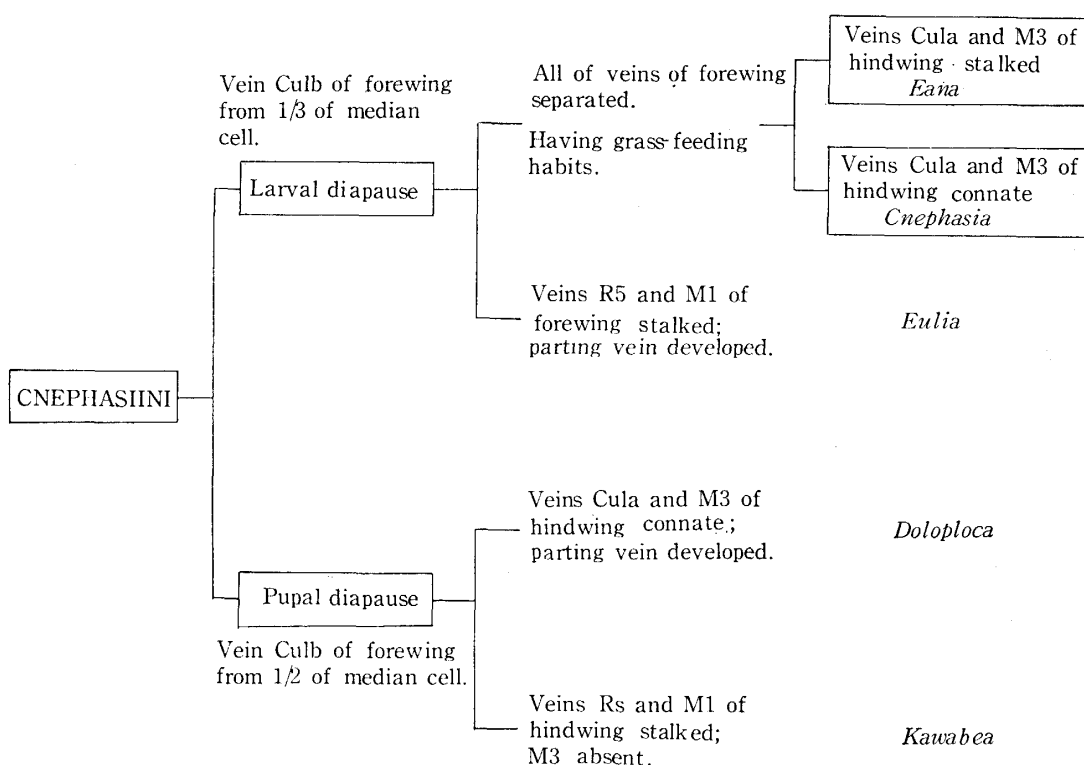 Vein Culb of forewing
from 1/3 of median
cell.
Larval diapause
All of veins of forewing
separated.
Having grass-feeding
habits.
Veins Cula and M3 of
hindwing stalked
Eana
Veins Cula and M3 of
hindwing connate
Cnephasia
Veins R5 and M1 of
forewing stalked;
parting vein developed.
Eulia
CNEPHASIINI
Pupal diapause
Vein Culb of forewing
from 1/2 of median cell.
Veins Cula and M3 of
hindwing connate;
parting vein developed.
Doloploca
Veins Rs and M1 of
hindwing stalked;
M3 absent.
Kawabea